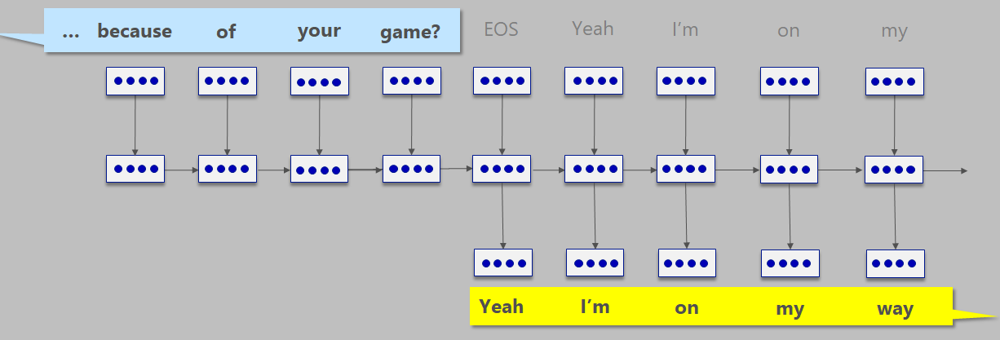 ... because of your game? EOS Yeah I'm on my
Yeah I'm on my way